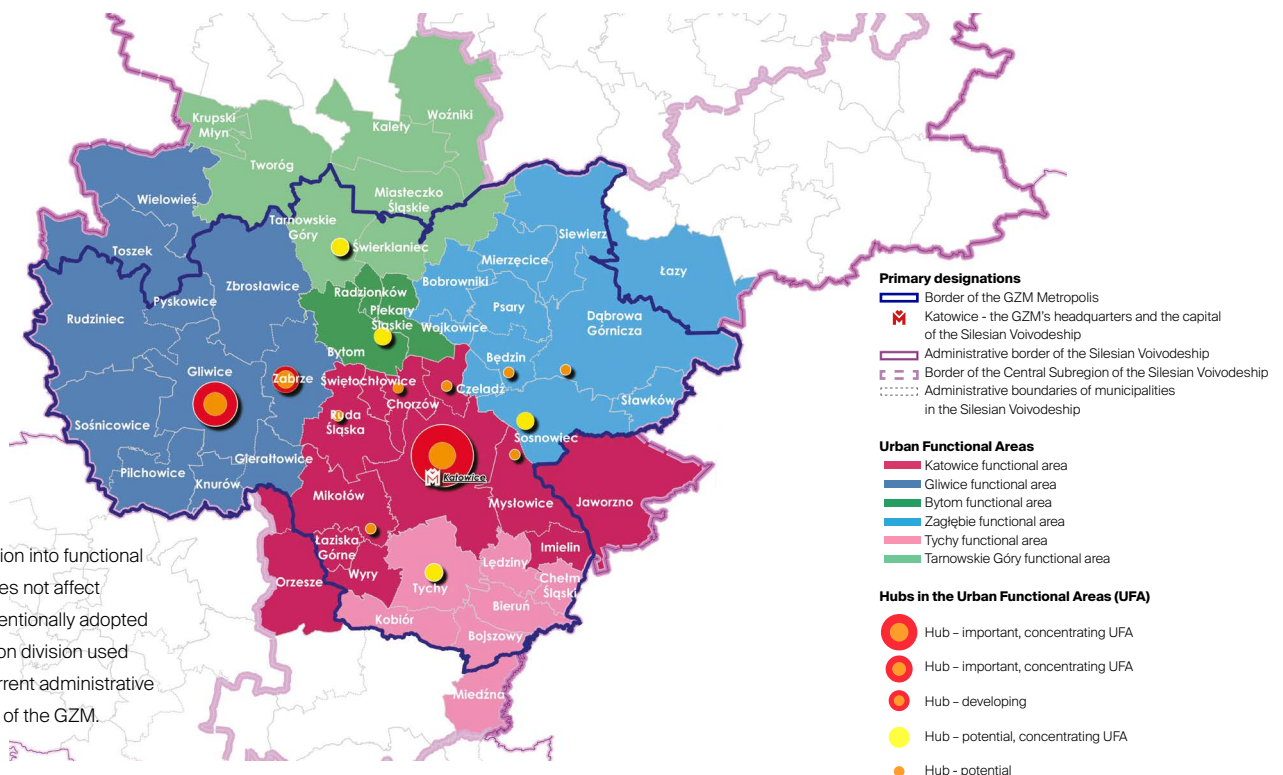 Krupski
Młyn
Kalety
Woźniki
Tworóg
Wielowieś
Miasteczko
Śląskie
Tarnowskie
Góry
Świerklaniec
Toszek
Siewierz
Mierzęcice
Łazy
Bobrowniki
Radzionków
Zbrosławice
Pyskowice
Piekary
Śląskie
Psary
Rudziniec
Wojkowice
Dąbrowa
Górnicza
Bytom
Będzin
Gliwice
Zabrze
Świętochłowice
Czeladź
Chorzów
Sławków
Ruda
Śląska
Sośnicowice
Sosnowiec
Gierałtowice
Pilchowice
Knurów
Katowice
Mikołów
Mysłowice
Jaworzno
Łaziska
Górne
Imielin
Wyry
Lędziny
Orzesze
Tychy
Chełm
Śląski
Bieruń
Kobiór
Bojszowy
Miedźna
ion into functional
es not affect
entionally adopted
on division used
rrent administrative
of the GZM.
Primary designations
Border of the GZM Metropolis
Katowice - the GZM's headquarters and the capital
of the Silesian Voivodeship
Administrative border of the Silesian Voivodeship
Border of the Central Subregion of the Silesian Voivodeship
Administrative boundaries of municipalities
in the Silesian Voivodeship
Urban Functional Areas
Katowice functional area
Gliwice functional area
Bytom functional area
Zagłębie functional area
Tychy functional area
Tarnowskie Góry functional area
Hubs in the Urban Functional Areas (UFA)
Hub – important, concentrating UFA
Hub – important, concentrating UFA
Hub – developing
Hub – potential, concentrating UFA
Hub - potential